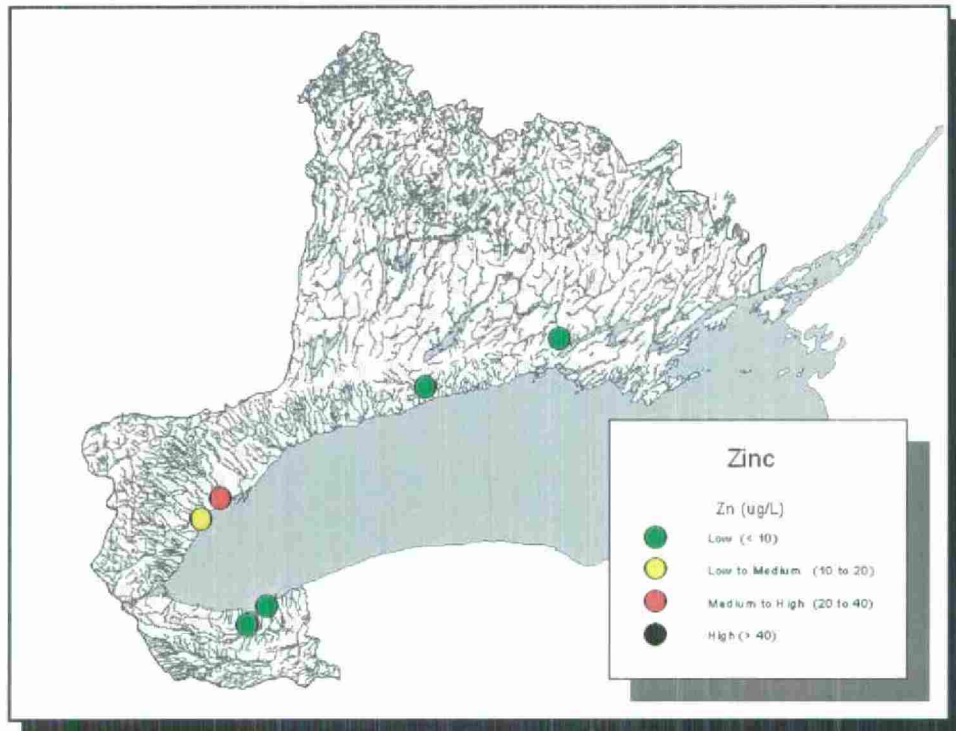 Zinc
Zn (ug/L)
Low (< 10)
Low to Medium (10 to 20)
Medium to High (20 to 40)
High (> 40)